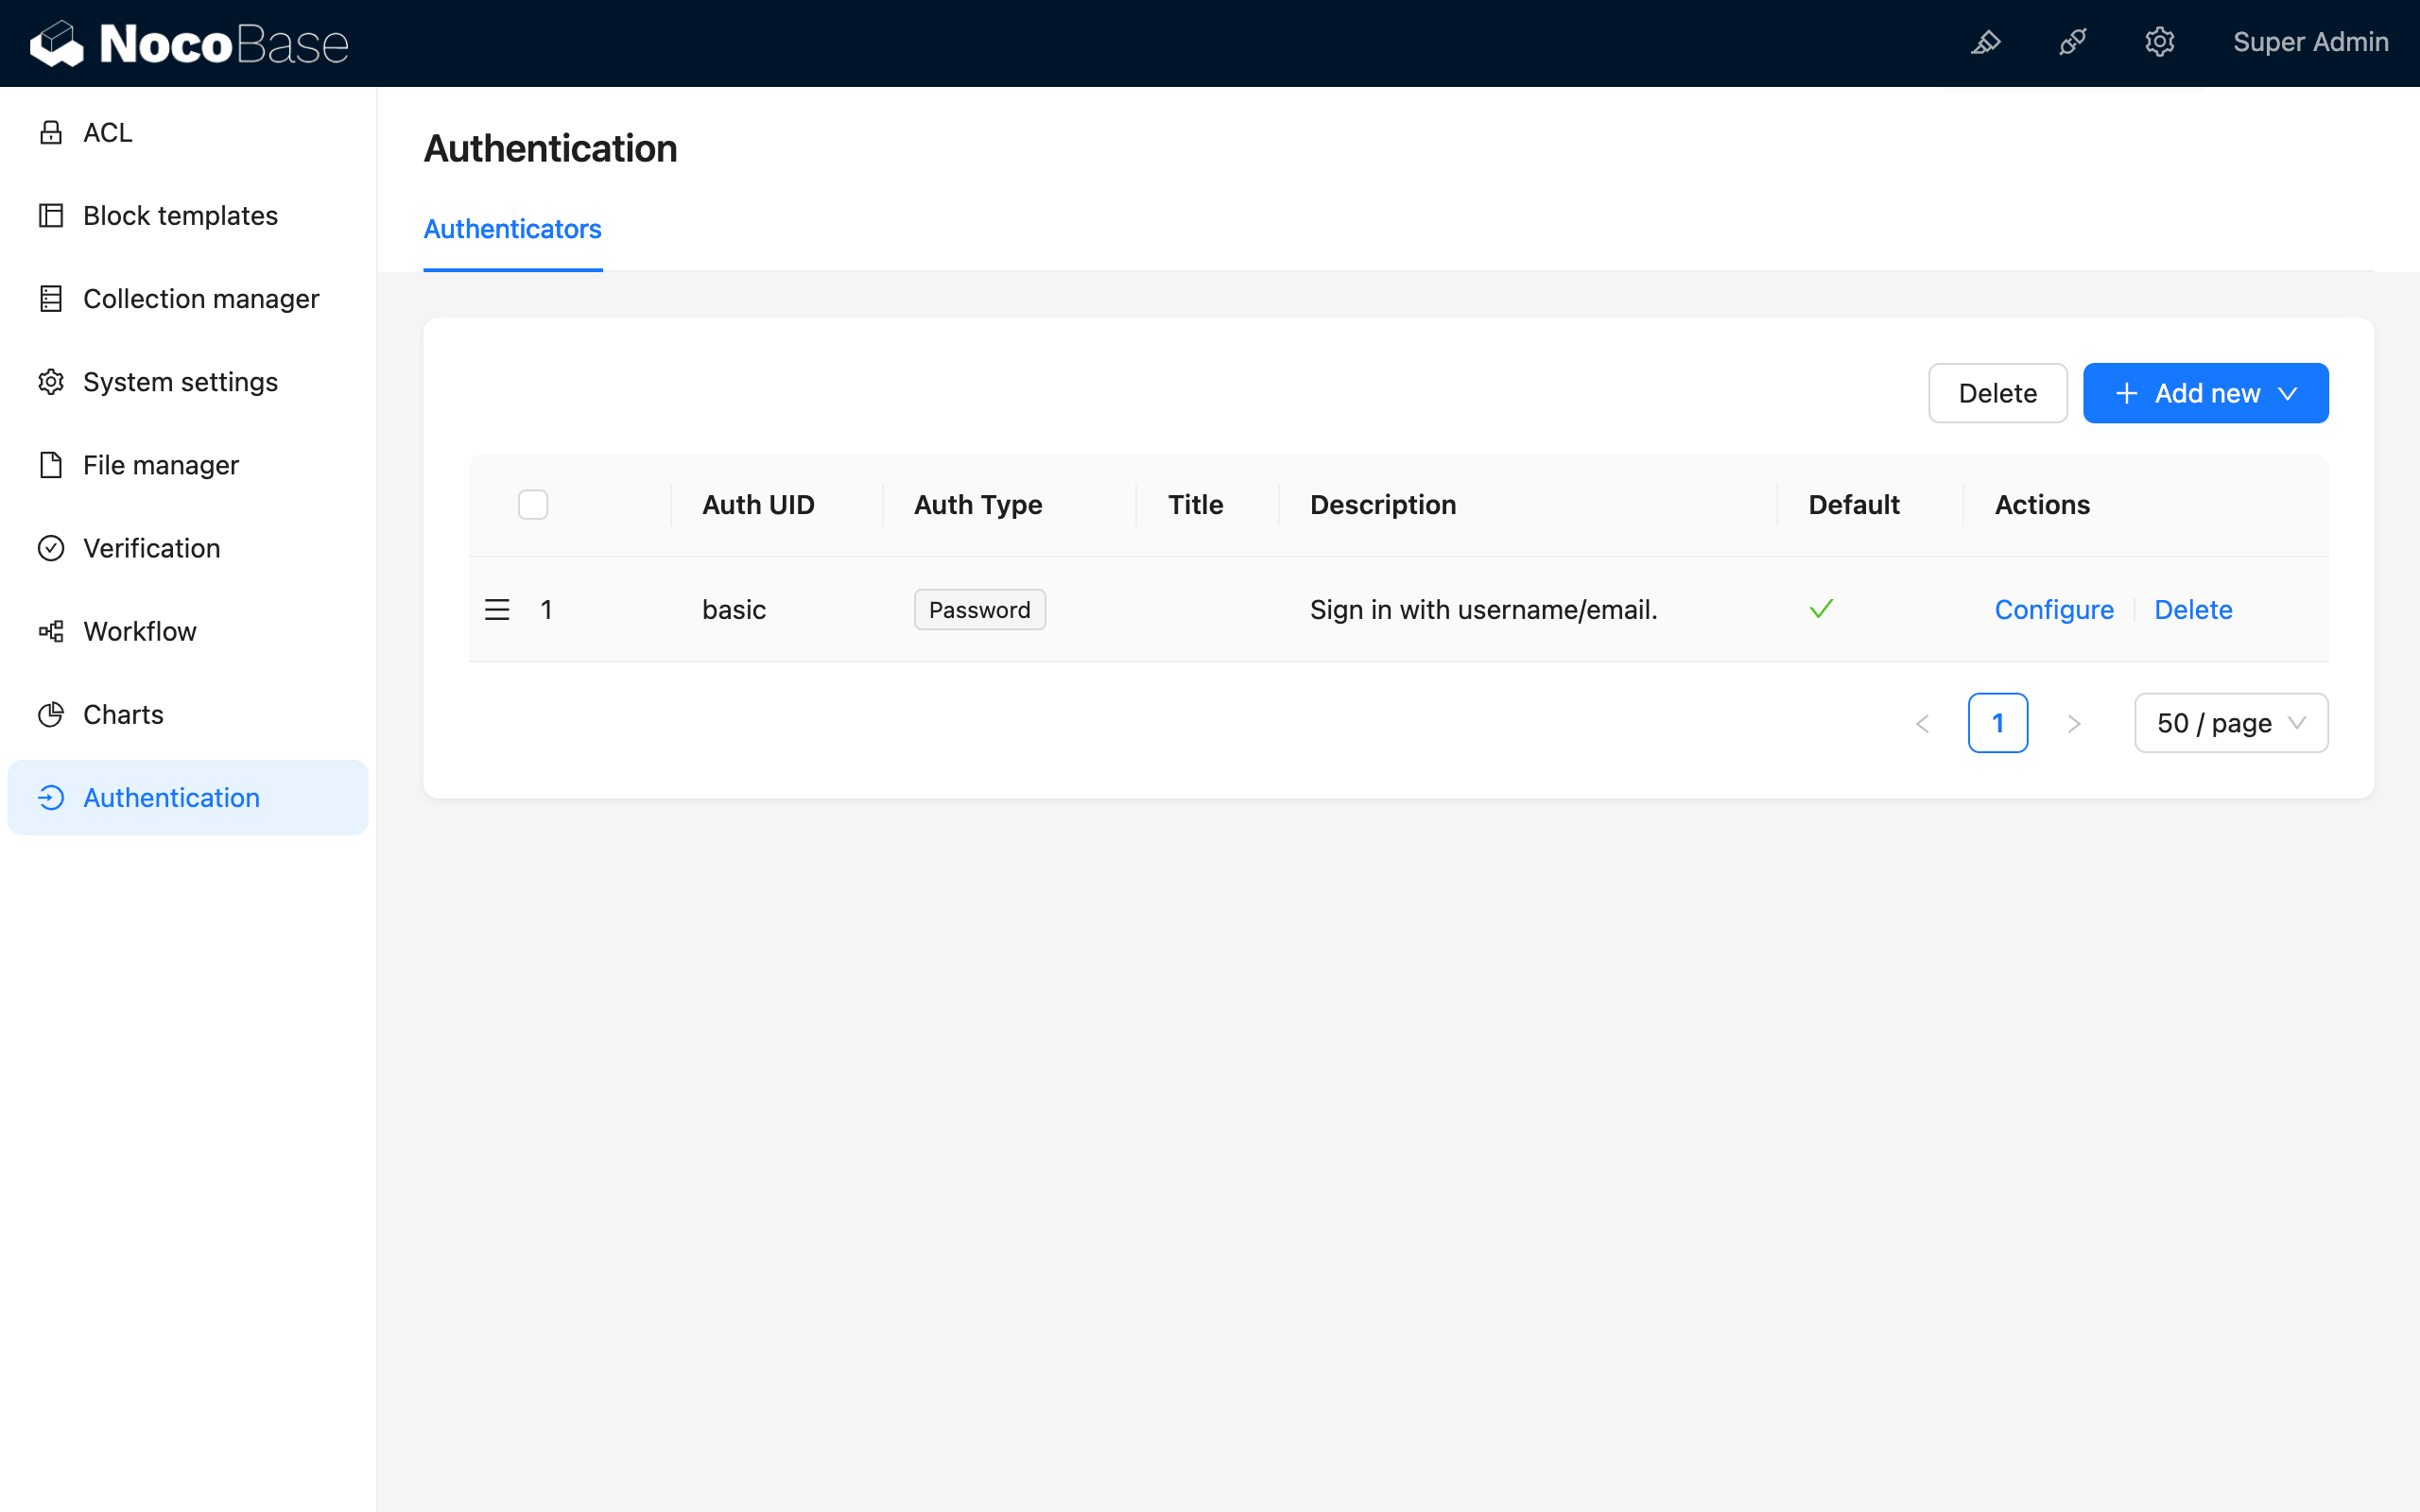 NocoBase
Super Admin
ACL
Block templates
Collection manager
System settings
File manager
Verification
Workflow
Charts
Authentication
Authentication
Authenticators
Delete
Add new
Auth UID Auth Type Title Description Default Actions
1 basic Password Sign in with username/email. Configure Delete
1 50 / page